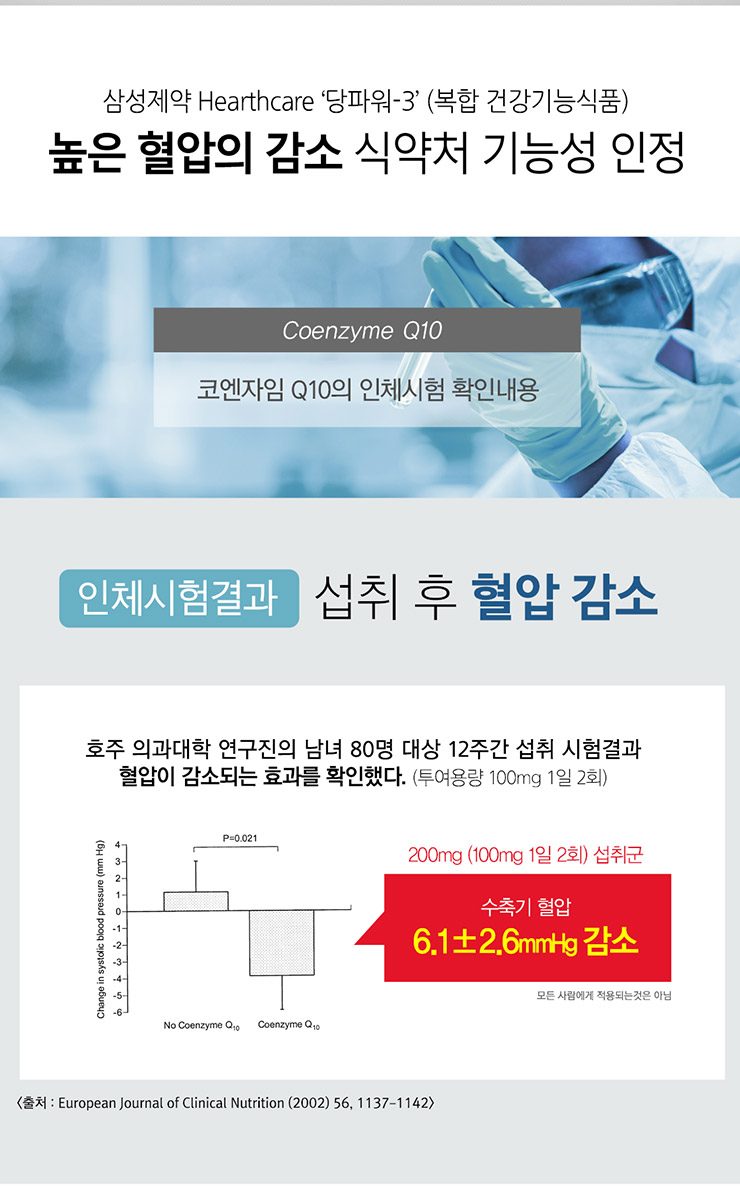 삼성제약 Hearthcare ‘당파워-3’ (복합 건강기능식품)
높은 혈압의 감소 식약처 기능성 인정
Coenzyme Q10
코엔자임 Q10의 인체시험 확인내용
인체시험결과 섭취 후 혈압 감소
호주 의과대학 연구진의 남녀 80명 대상 12주간 섭취 시험결과
혈압이 감소되는 효과를 확인했다. (투여용량 100mg 1일 2회)
Change in systolic blood pressure (mm Hg)
4
3
2
1
0
-1
-2
-3
-4
-5
-6
P=0.021
No Coenzyme Q10
Coenzyme Q10
200mg (100mg 1일 2회) 섭취군
수축기 혈압
6.1±2.6mmHg 감소
모든 사람에게 적용되는것은 아님
〈출처 : European Journal of Clinical Nutrition (2002) 56, 1137–1142〉